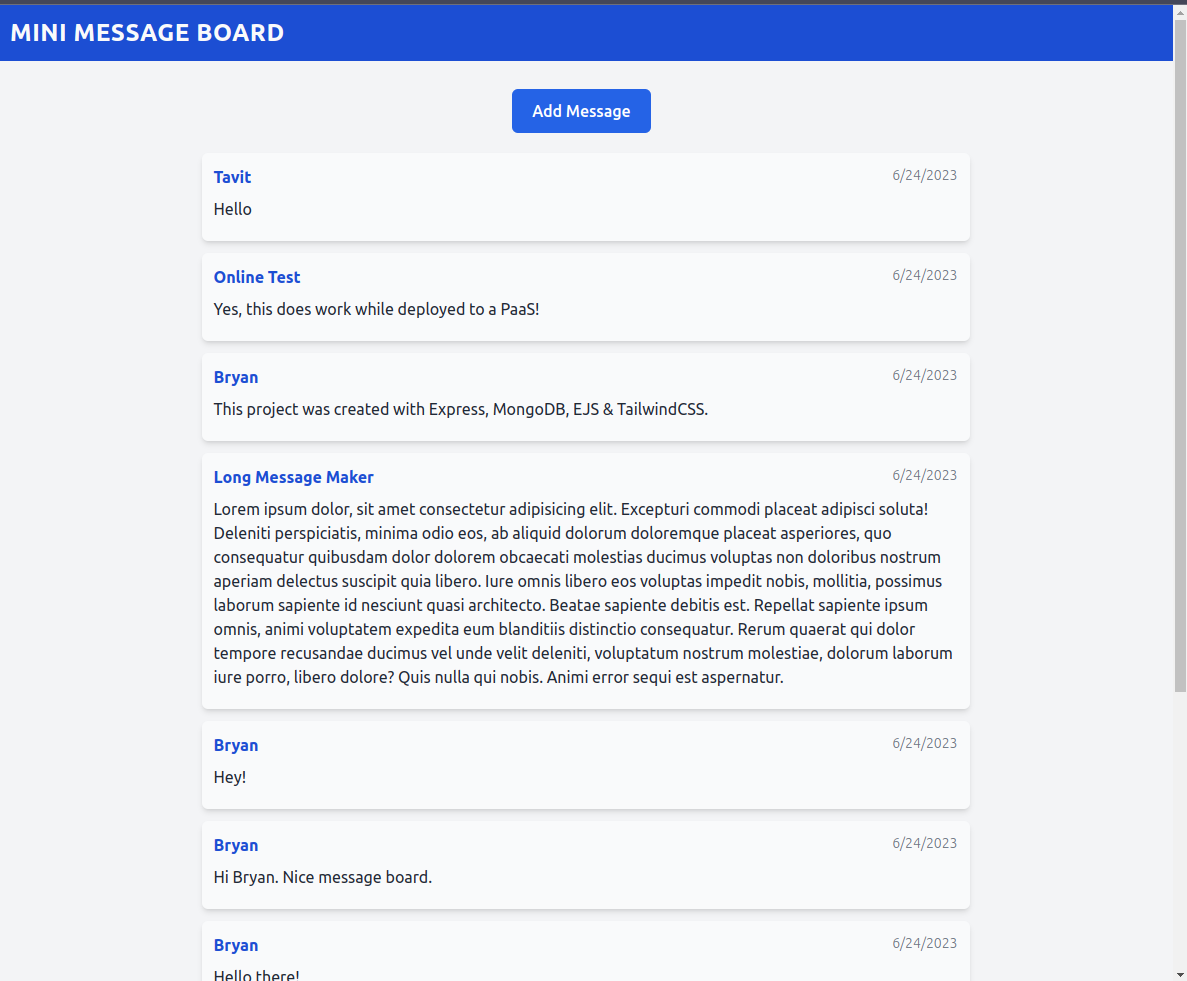 MINI MESSAGE BOARD
Add Message
Tavit
6/24/2023
Hello
Online Test
6/24/2023
Yes, this does work while deployed to a PaaS!
Bryan
6/24/2023
This project was created with Express, MongoDB, EJS & TailwindCSS.
Long Message Maker
6/24/2023
Lorem ipsum dolor, sit amet consectetur adipisicing elit. Excepturi commodi placeat adipisci soluta!
Deleniti perspiciatis, minima odio eos, ab aliquid dolorum doloremque placeat asperiores, quo
consequatur quibusdam dolor dolorem obcaecati molestias ducimus voluptas non doloribus nostrum
aperiam delectus suscipit quia libero. Iure omnis libero eos voluptas impedit nobis, mollitia, possimus
laborum sapiente id nesciunt quasi architecto. Beatae sapiente debitis est. Repellat sapiente ipsum
omnis, animi voluptatem expedita eum blanditiis distinctio consequatur. Rerum quaerat qui dolor
tempore recusandae ducimus vel unde velit deleniti, voluptatum nostrum molestiae, dolorum laborum
iure porro, libero dolore? Quis nulla qui nobis. Animi error sequi est aspernatur.
Bryan
6/24/2023
Hey!
Bryan
6/24/2023
Hi Bryan. Nice message board.
Bryan
6/24/2023
Hello there!